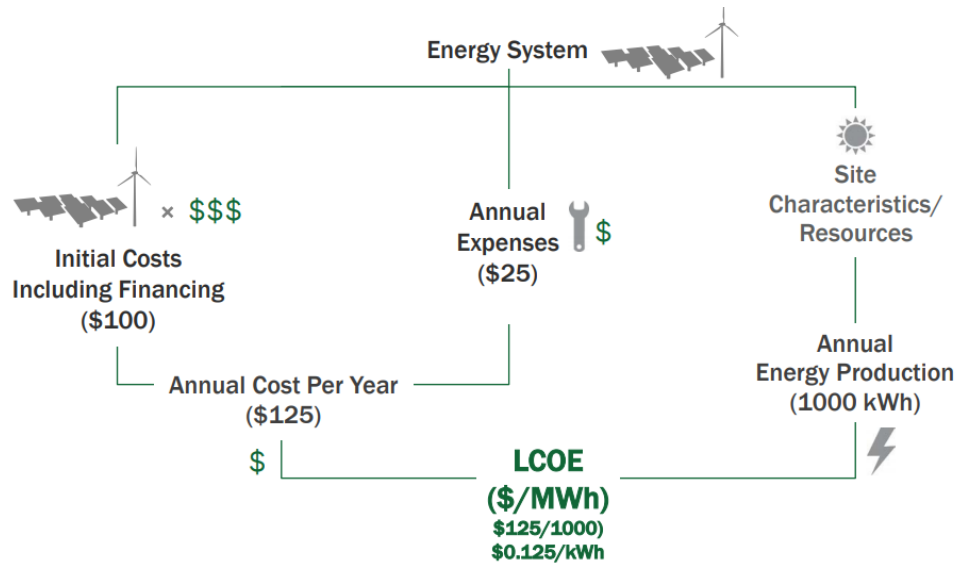 Energy System
× $$$
Initial Costs
Including Financing
($100)
Annual
Expenses
($25)
$
Site
Characteristics/
Resources
Annual Cost Per Year
($125)
$
Annual
Energy Production
(1000 kWh)
LCOE
($/MWh)
$125/1000)
$0.125/kWh